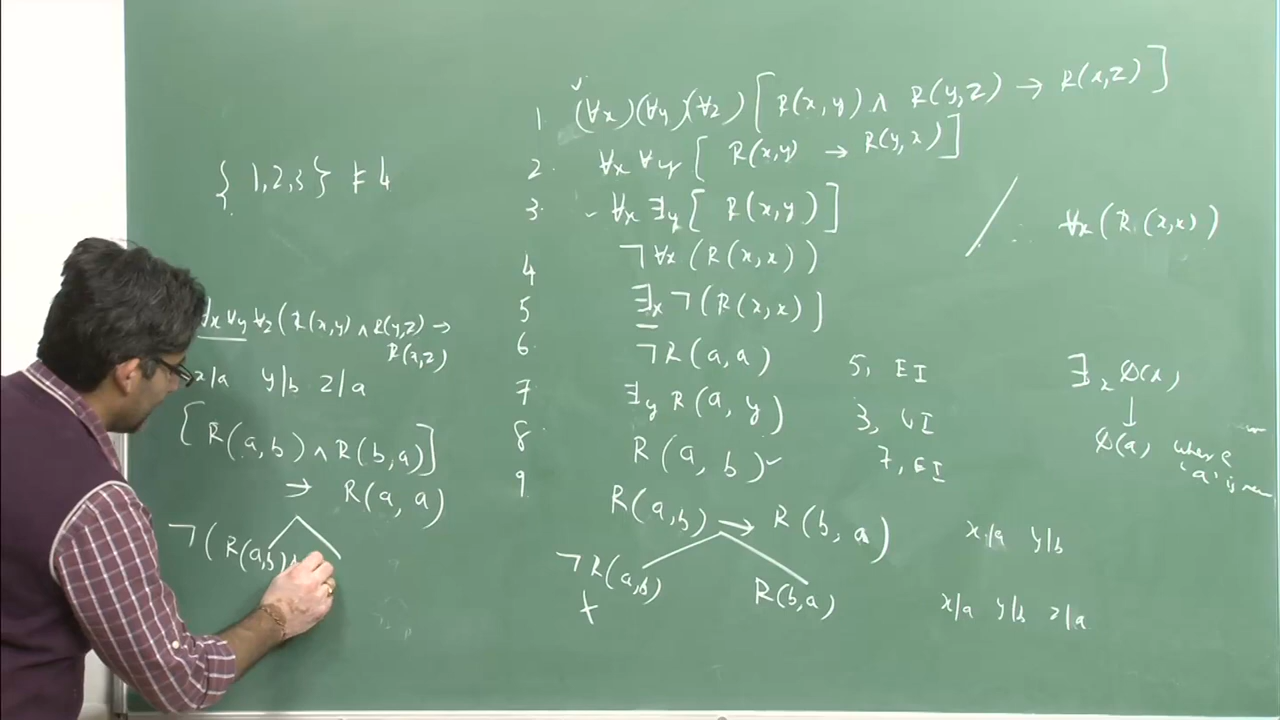 { 1,2,3 } ⊭ 4
∀x ∀y ∀z ( R(x,y) ∧ R(y,z) →
R(x,z)
x/a y/b z/a
[ R(a,b) ∧ R(b,a) ]
→ R(a, a)
¬ ( R(a,b) ∧
1. (∀x)(∀y)(∀z) [ R(x,y) ∧ R(y,z) → R(x,z) ]
2. ∀x ∀y [ R(x,y) → R(y,x) ]
3. ∀x ∃y [ R(x,y) ] / ∴ ∀x ( R(x,x) )
4 ¬∀x ( R(x,x) )
5 ∃x ¬ ( R(x,x) ]
6. ¬R(a,a) 5, EI
7 ∃y R(a, y) 3, UI
8. R(a,b) ✓ 7, EI
9 R(a,b) → R(b,a) x/a y/b
¬R(a,b) R(b,a) x/a y/b z/a
×
∃x Ø(x)
↓
Ø(a) where
'a' is new